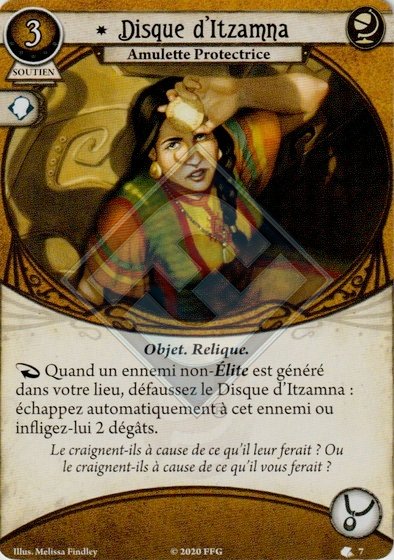 3
Disque d'Itzamna
SOUTIEN
Amulette Protectrice
Objet. Relique.
Quand un ennemi non-Élite est généré
dans votre lieu, défaussez le Disque d'Itzamna :
échappez automatiquement à cet ennemi ou
infligez-lui 2 dégâts.
Le craignent-ils à cause de ce qu'il leur ferait ? Ou
le craignent-ils à cause de ce qu'il vous ferait ?
Illus. Melissa Findley
© 2020 FFG
7